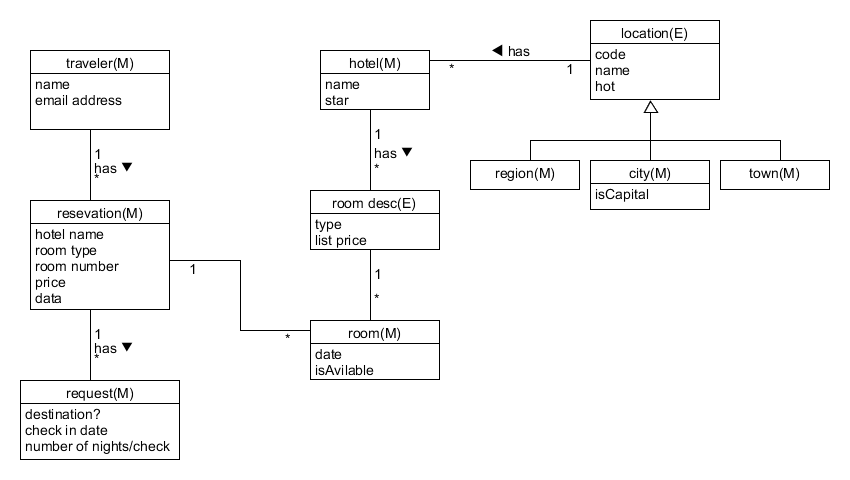 traveler(M)
name
email address
1
has ▼
*
resevation(M)
hotel name
room type
room number
price
data
1
has ▼
*
request(M)
destination?
check in date
number of nights/check
1
*
hotel(M)
name
star
1
has ▼
*
room desc(E)
type
list price
1
*
room(M)
date
isAvilable
◀ has
*
1
location(E)
code
name
hot
region(M)
city(M)
isCapital
town(M)